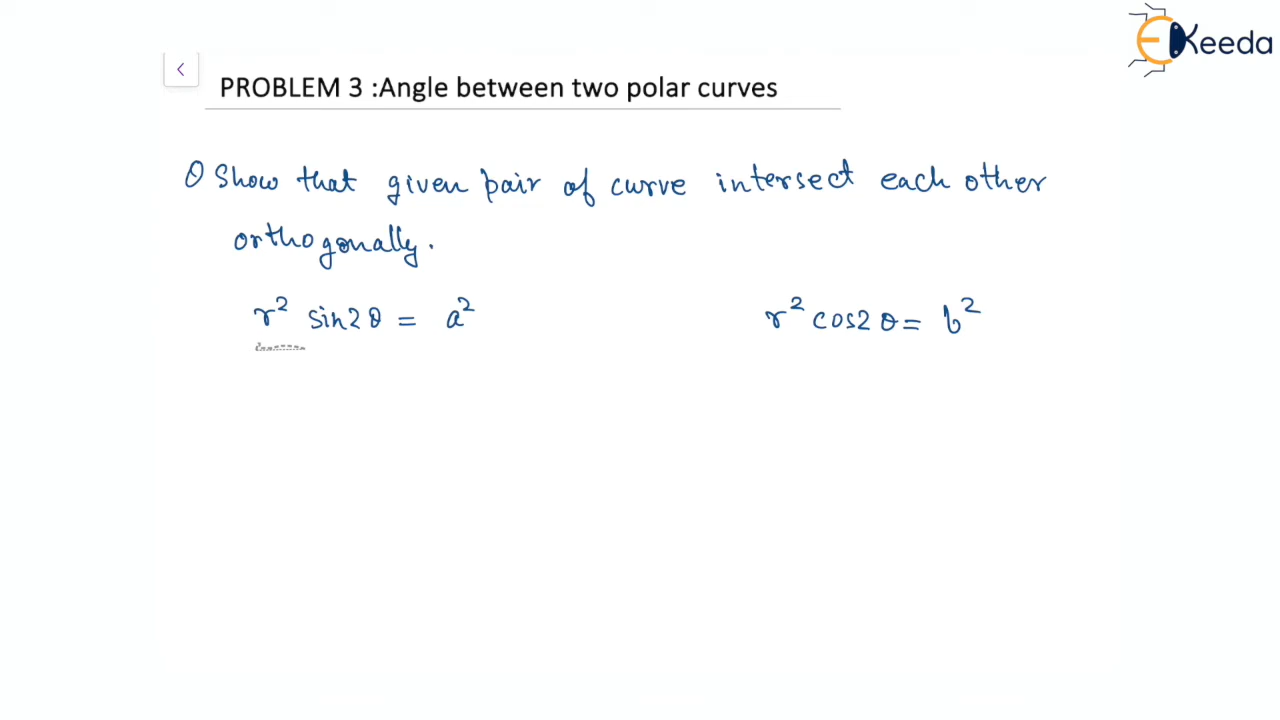 EKeeda
PROBLEM 3 :Angle between two polar curves
Show that given pair of curve intersect each other
orthogonally.
r² sin2θ = a²
r² cos2θ = b²